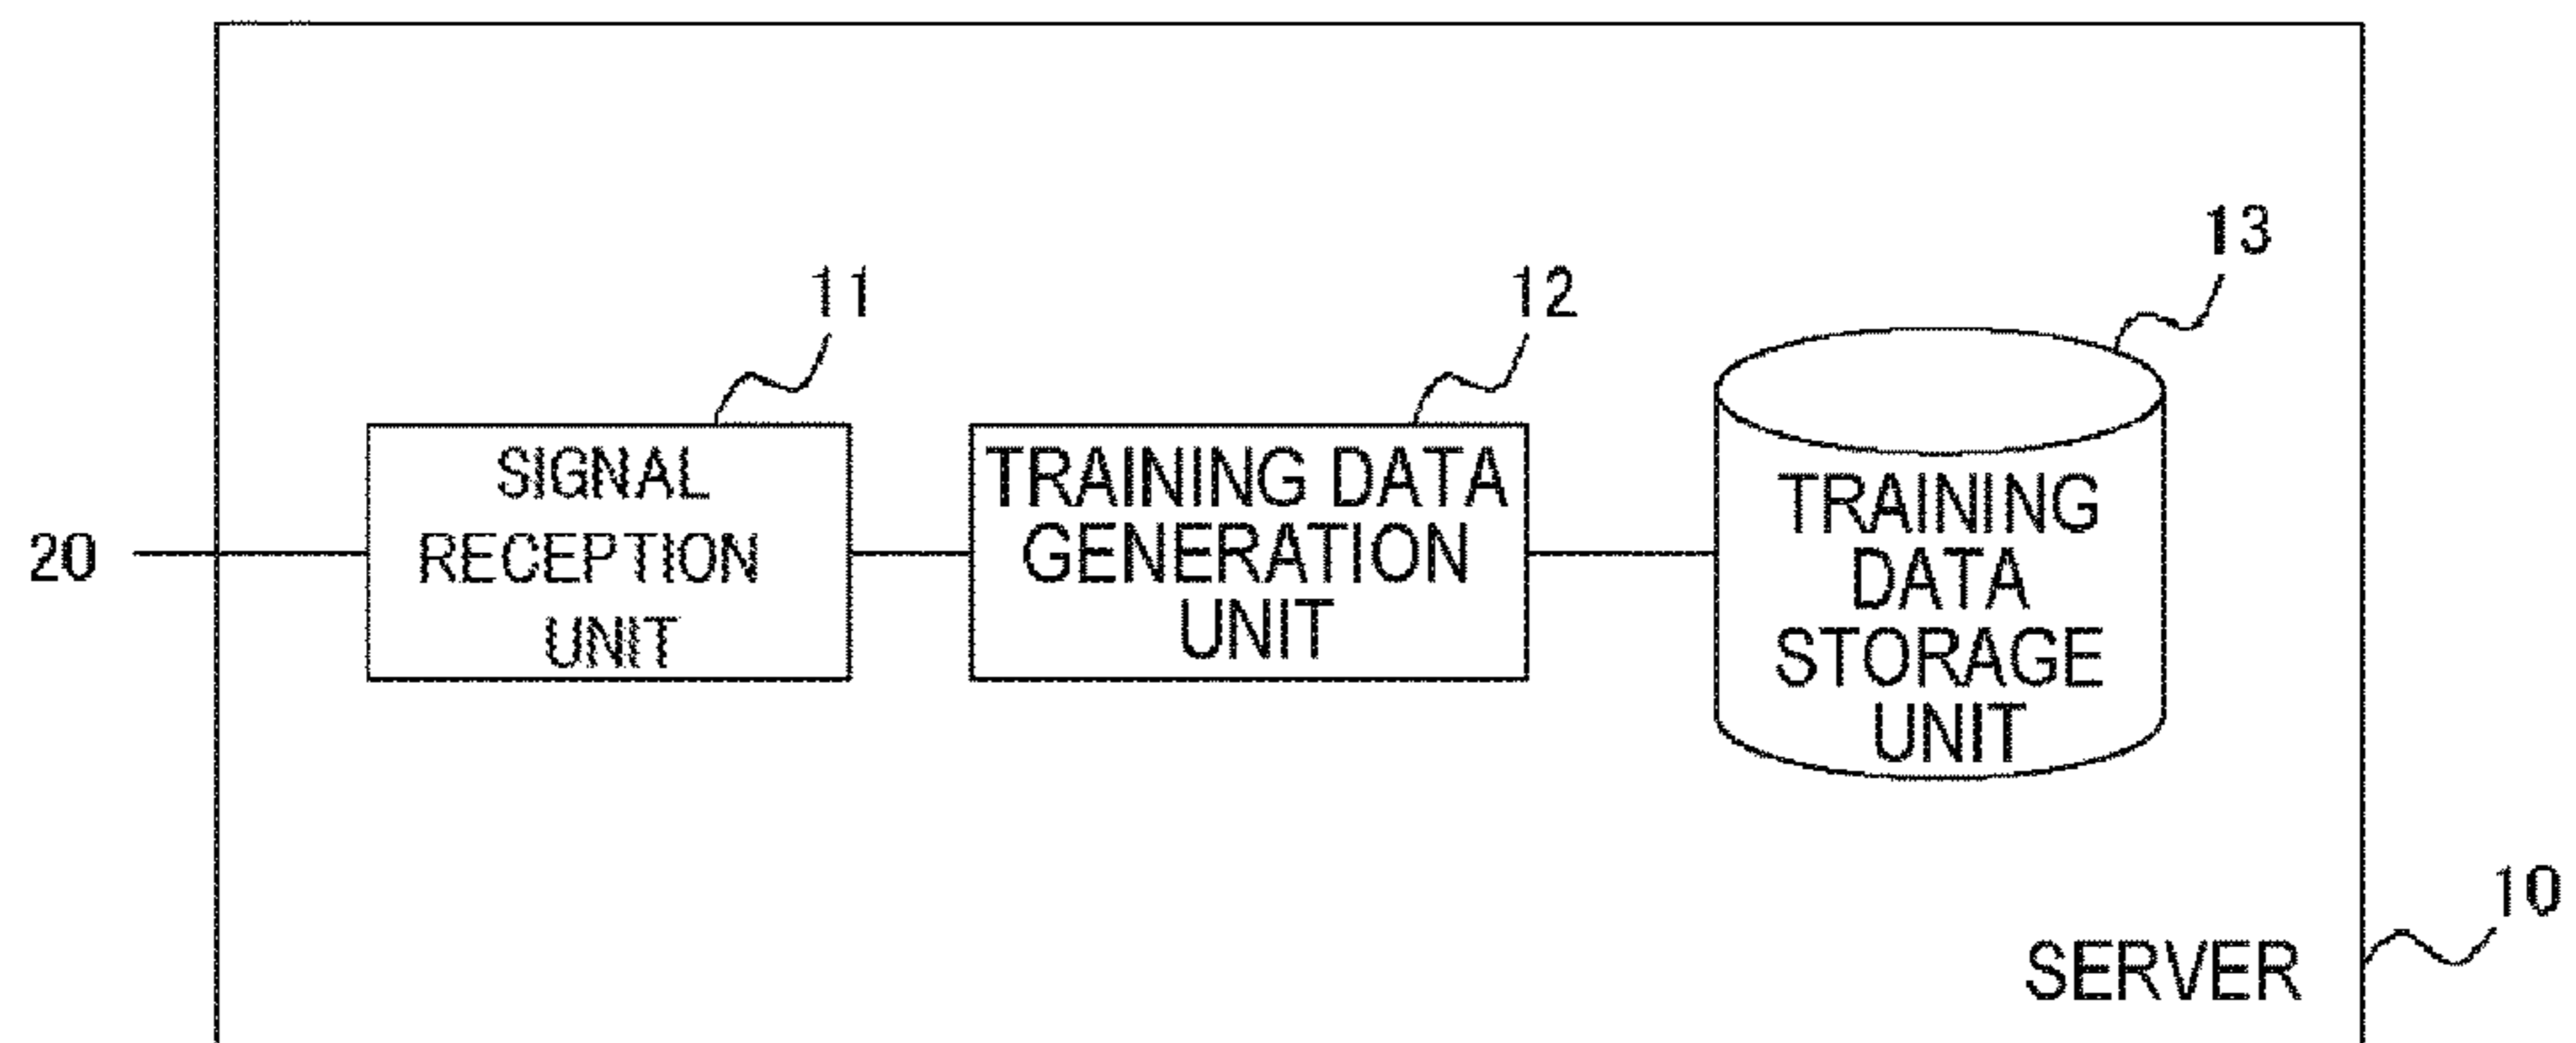 13
11
12
SIGNAL
RECEPTION
UNIT
TRAINING DATA
GENERATION
UNIT
TRAINING
DATA
STORAGE
UNIT
20
10
SERVER